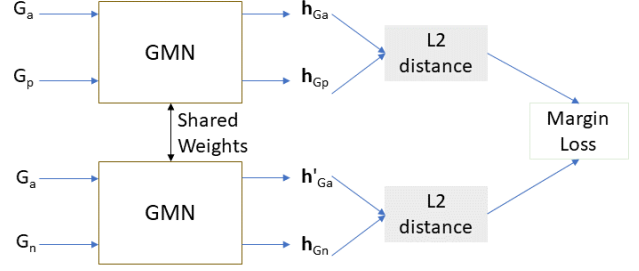 Gₐ
hGₐ
GMN
L2
distance
Gₚ
hGₚ
Shared
Weights
Margin
Loss
Gₐ
h'Gₐ
GMN
L2
distance
Gₙ
hGₙ